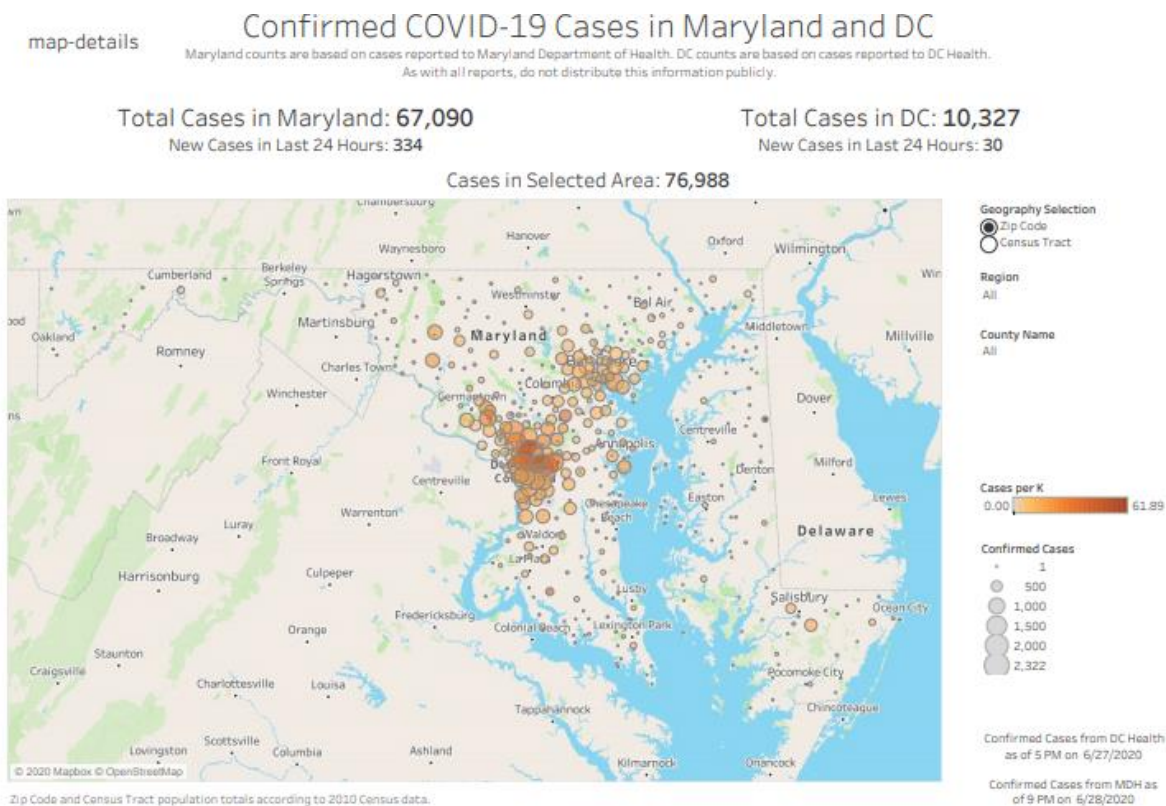 map-details
Confirmed COVID-19 Cases in Maryland and DC
Maryland counts are based on cases reported to Maryland Department of Health. DC counts are based on cases reported to DC Health.
As with all reports, do not distribute this information publicly.
Total Cases in Maryland: 67,090
New Cases in Last 24 Hours: 334
Total Cases in DC: 10,327
New Cases in Last 24 Hours: 30
Cases in Selected Area: 76,988
Chambersburg
Waynesboro
Hanover
Oxford
Wilmington
Cumberland
Berkeley
Springs
Hagerstown
Westminster
Bel Air
Oakland
Martinsburg
Maryland
Middletown
Millville
Romney
Charles Town
Columbia
Winchester
Germantown
Dover
Centreville
Annapolis
Front Royal
Centreville
Denton
Milford
Warrenton
Chesapeake
Beach
Easton
Lewes
Luray
Broadway
Waldorf
Delaware
Harrisonburg
Culpeper
La Plata
Lusby
Salisbury
Ocean City
Fredericksburg
Colonial Beach
Lexington Park
Orange
Staunton
Craigsville
Charlottesville
Louisa
Pocomoke City
Tappahannock
Chincoteague
Lovingston
Scottsville
Columbia
Ashland
Kilmarnock
Onancock
© 2020 Mapbox © OpenStreetMap
Geography Selection
Zip Code
Census Tract
Region
All
County Name
All
Cases per K
0.00 61.89
Confirmed Cases
1
500
1,000
1,500
2,000
2,322
Confirmed Cases from DC Health
as of 5 PM on 6/27/2020
Confirmed Cases from MDH as
of 9 PM on 6/28/2020
Zip Code and Census Tract population totals according to 2010 Census data.